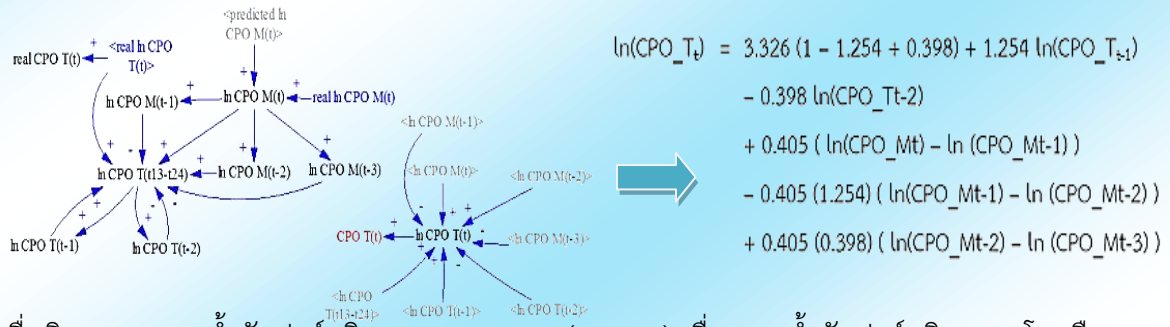 <predicted ln
CPO M(t)>
real CPO T(t)
<real ln CPO
T(t)>
ln CPO M(t-1)
ln CPO M(t)
real ln CPO M(t)
ln CPO T(t13-t24)
ln CPO M(t-2)
ln CPO M(t-3)
ln CPO T(t-1)
ln CPO T(t-2)
<ln CPO M(t-1)>
<ln CPO M(t)>
<ln CPO M(t-2)>
CPO T(t)
ln CPO T(t)
<ln CPO M(t-3)>
<ln CPO
T(t13-t24)>
<ln CPO T(t-1)>
<ln CPO T(t-2)>
ln(CPO_Tt) = 3.326 (1 – 1.254 + 0.398) + 1.254 ln(CPO_Tt-1)
– 0.398 ln(CPO_Tt-2)
+ 0.405 ( ln(CPO_Mt) – ln (CPO_Mt-1) )
– 0.405 (1.254) ( ln(CPO_Mt-1) – ln (CPO_Mt-2) )
+ 0.405 (0.398) ( ln(CPO_Mt-2) – ln (CPO_Mt-3) )